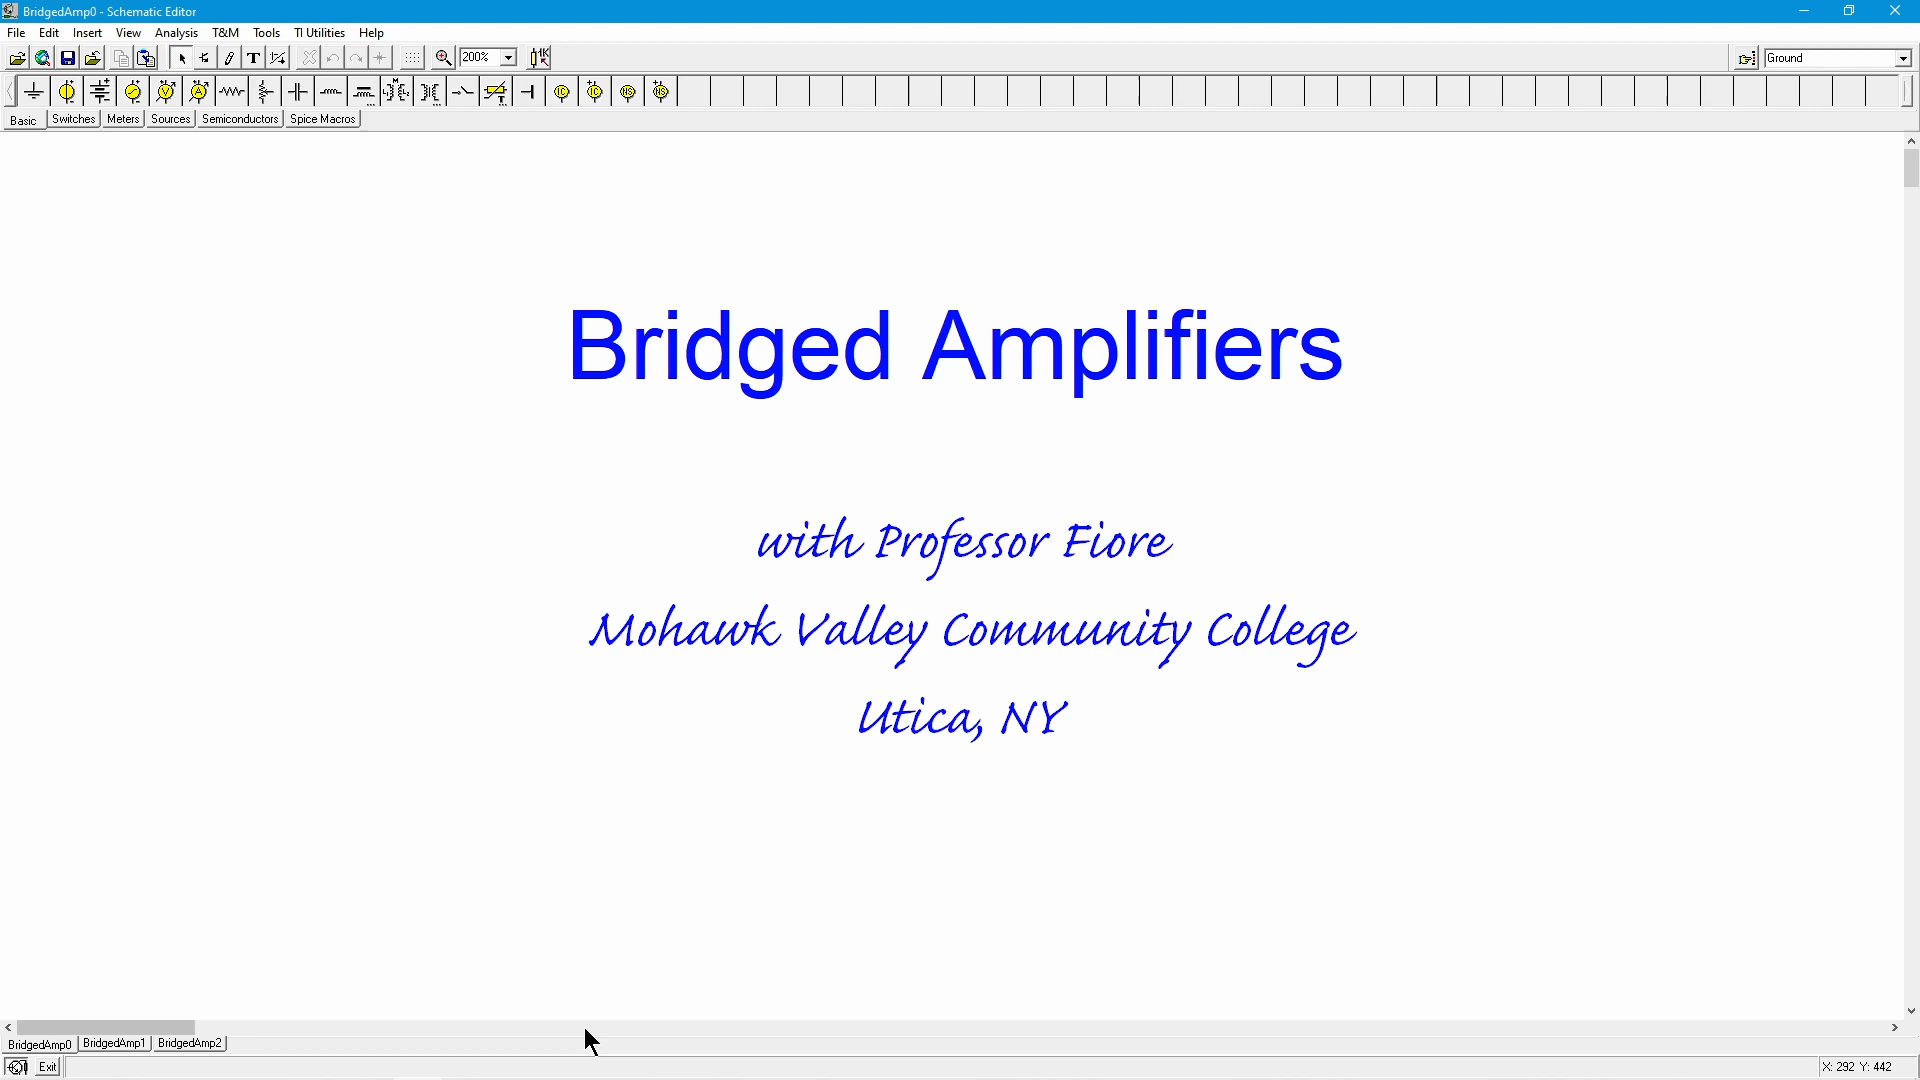 BridgedAmp0 - Schematic Editor
File Edit Insert View Analysis T&M Tools TI Utilities Help
200% Ground
Basic Switches Meters Sources Semiconductors Spice Macros
Bridged Amplifiers
with Professor Fiore
Mohawk Valley Community College
Utica, NY
BridgedAmp0 BridgedAmp1 BridgedAmp2
Exit X: 292 Y: 442